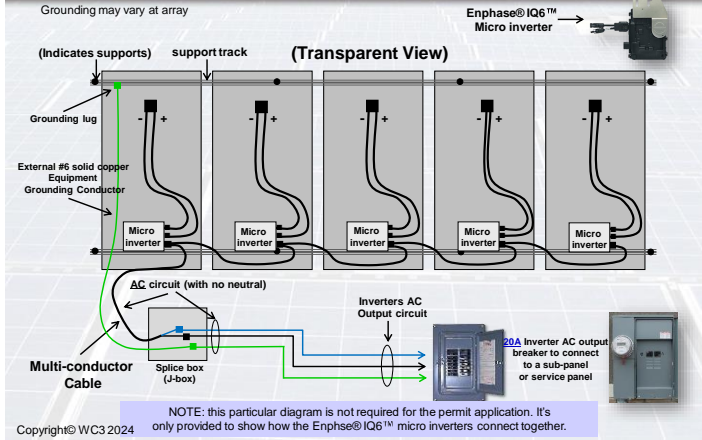 Grounding may vary at array
Enphase® IQ6™
Micro inverter
(Indicates supports)
support track
(Transparent View)
- +
- +
- +
- +
- +
Grounding lug
External #6 solid copper
Equipment
Grounding Conductor
Micro
inverter
Micro
inverter
Micro
inverter
Micro
inverter
Micro
inverter
AC circuit (with no neutral)
Inverters AC
Output circuit
20A Inverter AC output
breaker to connect
to a sub-panel
or service panel
Multi-conductor
Cable
Splice box
(J-box)
NOTE: this particular diagram is not required for the permit application. It's
only provided to show how the Enphse® IQ6™ micro inverters connect together.
Copyright© WC3 2024